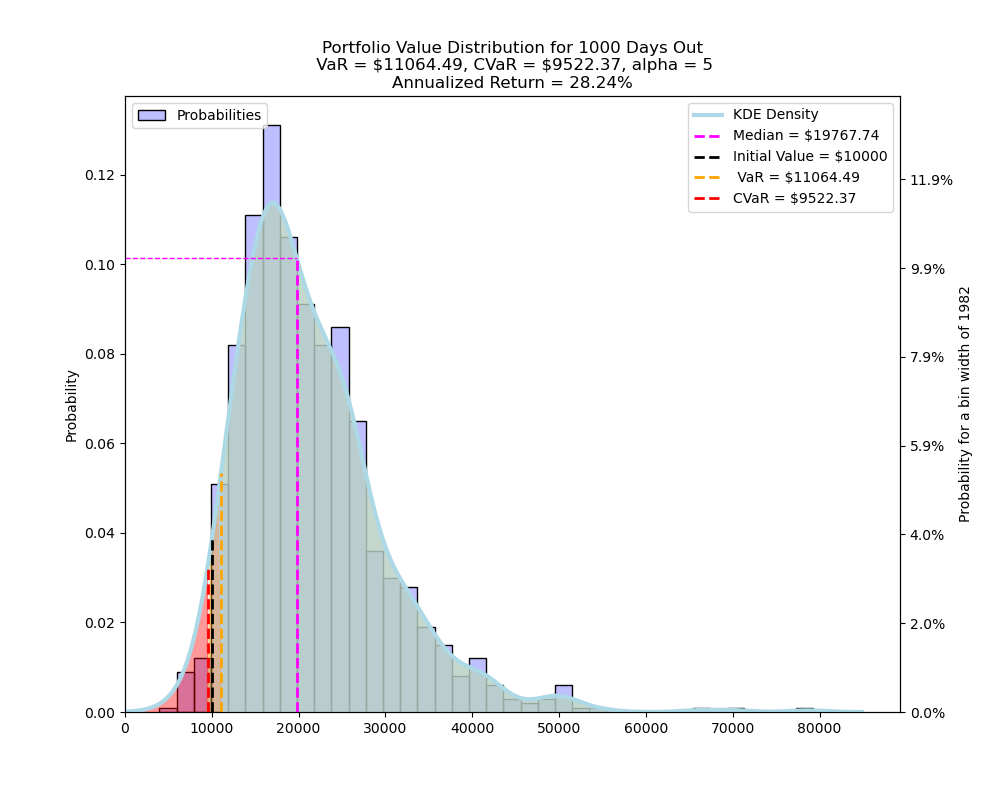 Portfolio Value Distribution for 1000 Days Out
VaR = $11064.49, CVaR = $9522.37, alpha = 5
Annualized Return = 28.24%
Probabilities
KDE Density
Median = $19767.74
Initial Value = $10000
VaR = $11064.49
CVaR = $9522.37
0.12
0.10
0.08
0.06
0.04
0.02
0.00
Probability
11.9%
9.9%
7.9%
5.9%
4.0%
2.0%
0.0%
Probability for a bin width of 1982
0 10000 20000 30000 40000 50000 60000 70000 80000